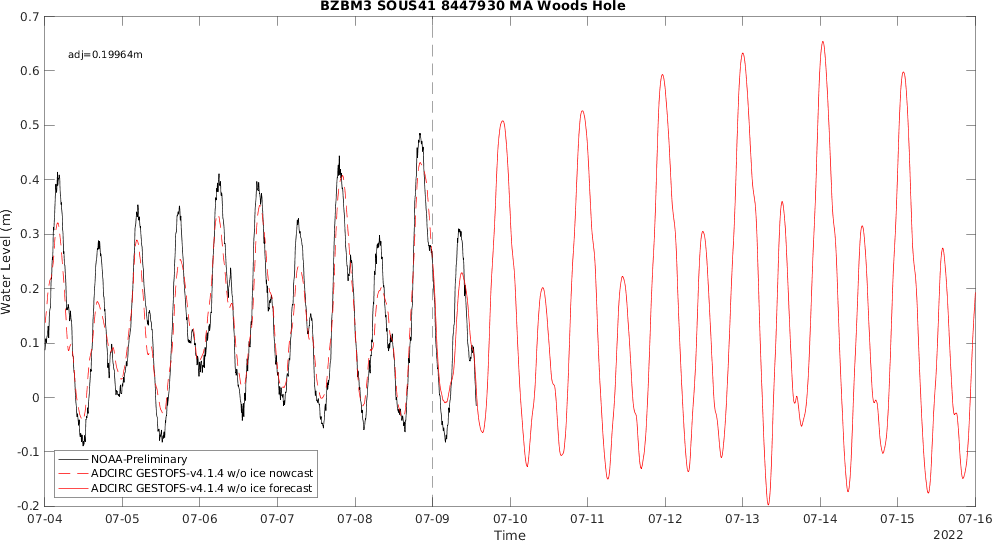 BZBM3 SOUS41 8447930 MA Woods Hole
adj=0.19964m
Water Level (m)
0.7
0.6
0.5
0.4
0.3
0.2
0.1
0
-0.1
-0.2
NOAA-Preliminary
ADCIRC GESTOFS-v4.1.4 w/o ice nowcast
ADCIRC GESTOFS-v4.1.4 w/o ice forecast
07-04 07-05 07-06 07-07 07-08 07-09 07-10 07-11 07-12 07-13 07-14 07-15 07-16
Time
2022